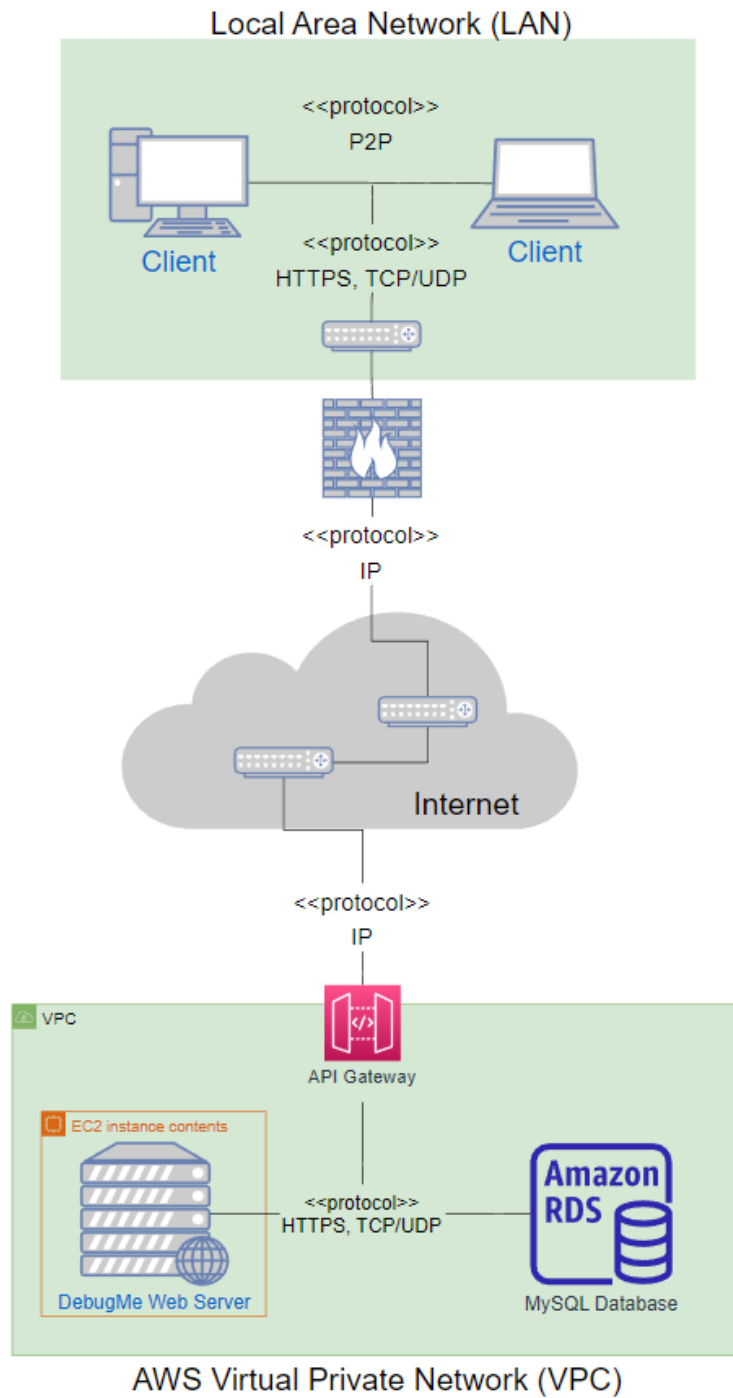 Local Area Network (LAN)
<<protocol>>
P2P
Client
Client
<<protocol>>
HTTPS, TCP/UDP
<<protocol>>
IP
Internet
<<protocol>>
IP
VPC
API Gateway
EC2 instance contents
Amazon
RDS
<<protocol>>
HTTPS, TCP/UDP
DebugMe Web Server
MySQL Database
AWS Virtual Private Network (VPC)